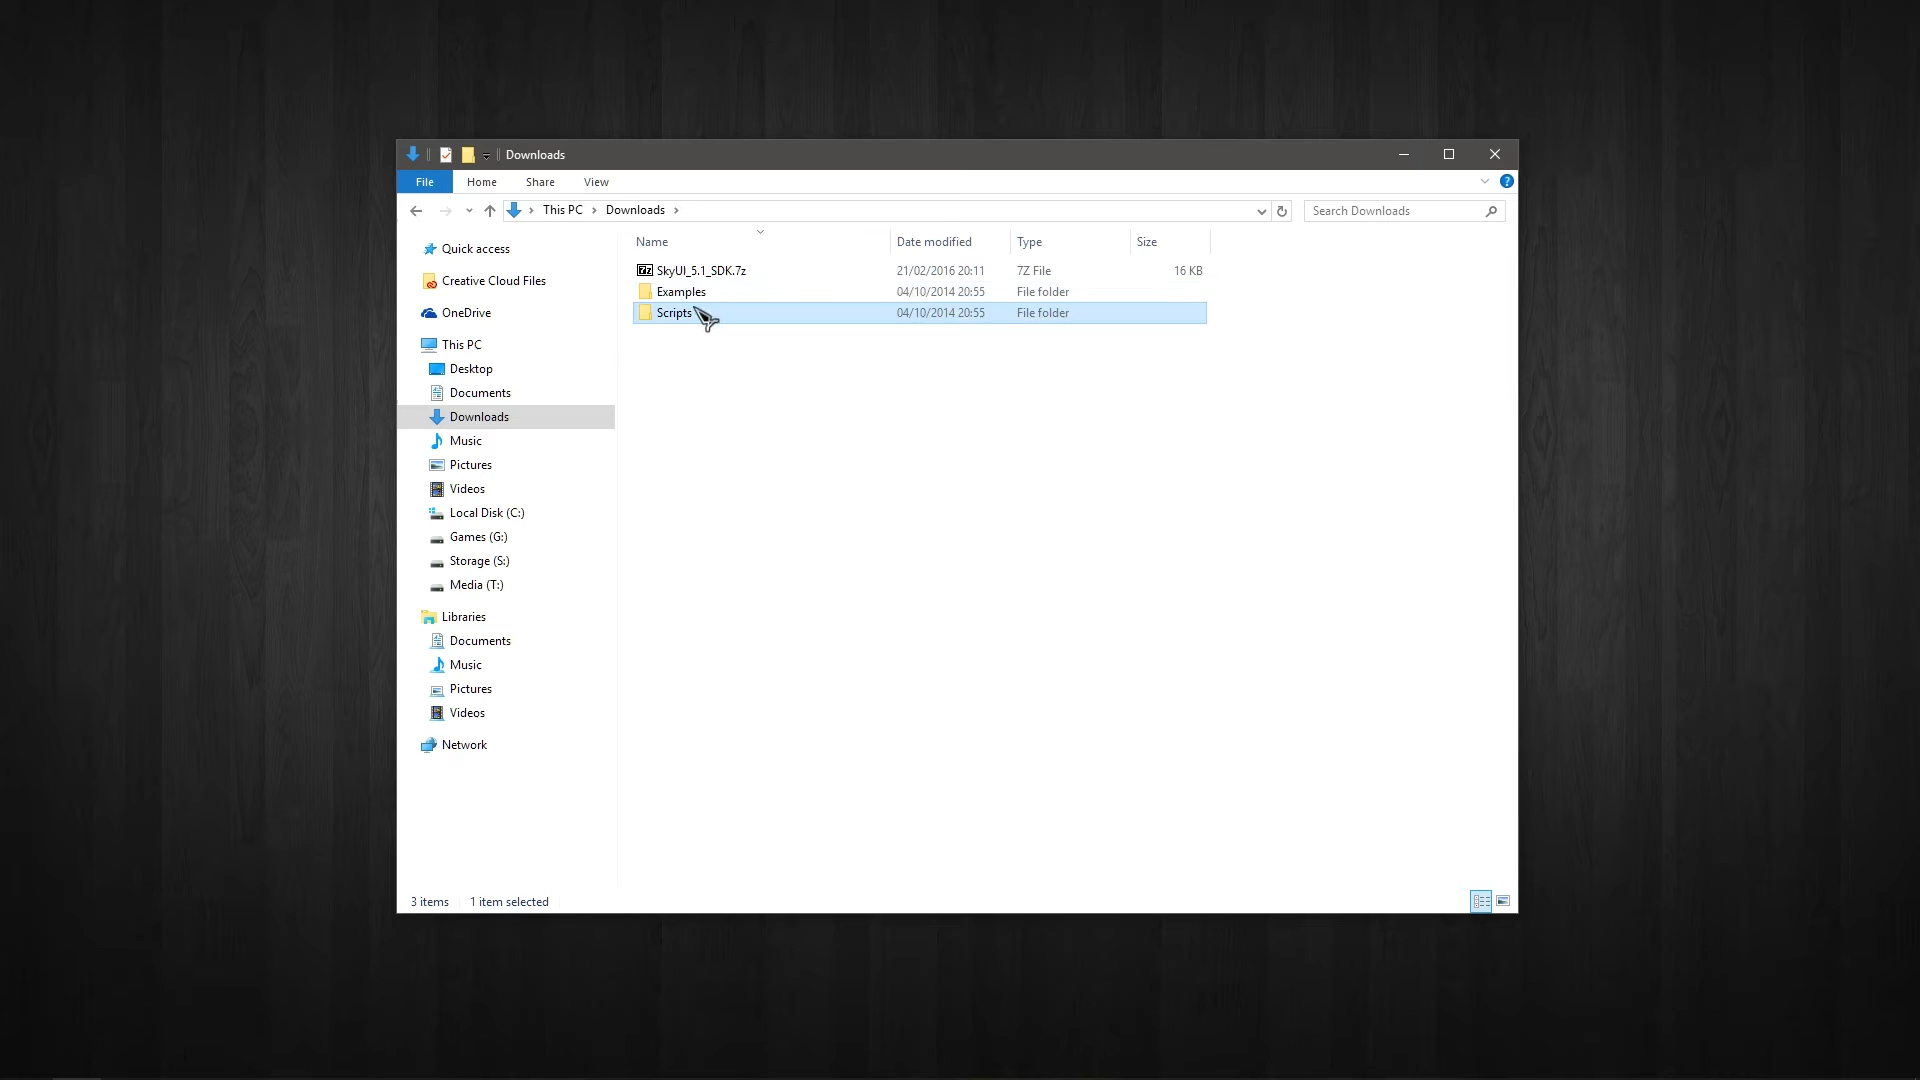 Downloads
File Home Share View
This PC Downloads Search Downloads
Name Date modified Type Size
SkyUI_5.1_SDK.7z 21/02/2016 20:11 7Z File 16 KB
Examples 04/10/2014 20:55 File folder
Scripts 04/10/2014 20:55 File folder
Quick access
Creative Cloud Files
OneDrive
This PC
Desktop
Documents
Downloads
Music
Pictures
Videos
Local Disk (C:)
Games (G:)
Storage (S:)
Media (T:)
Libraries
Documents
Music
Pictures
Videos
Network
3 items 1 item selected